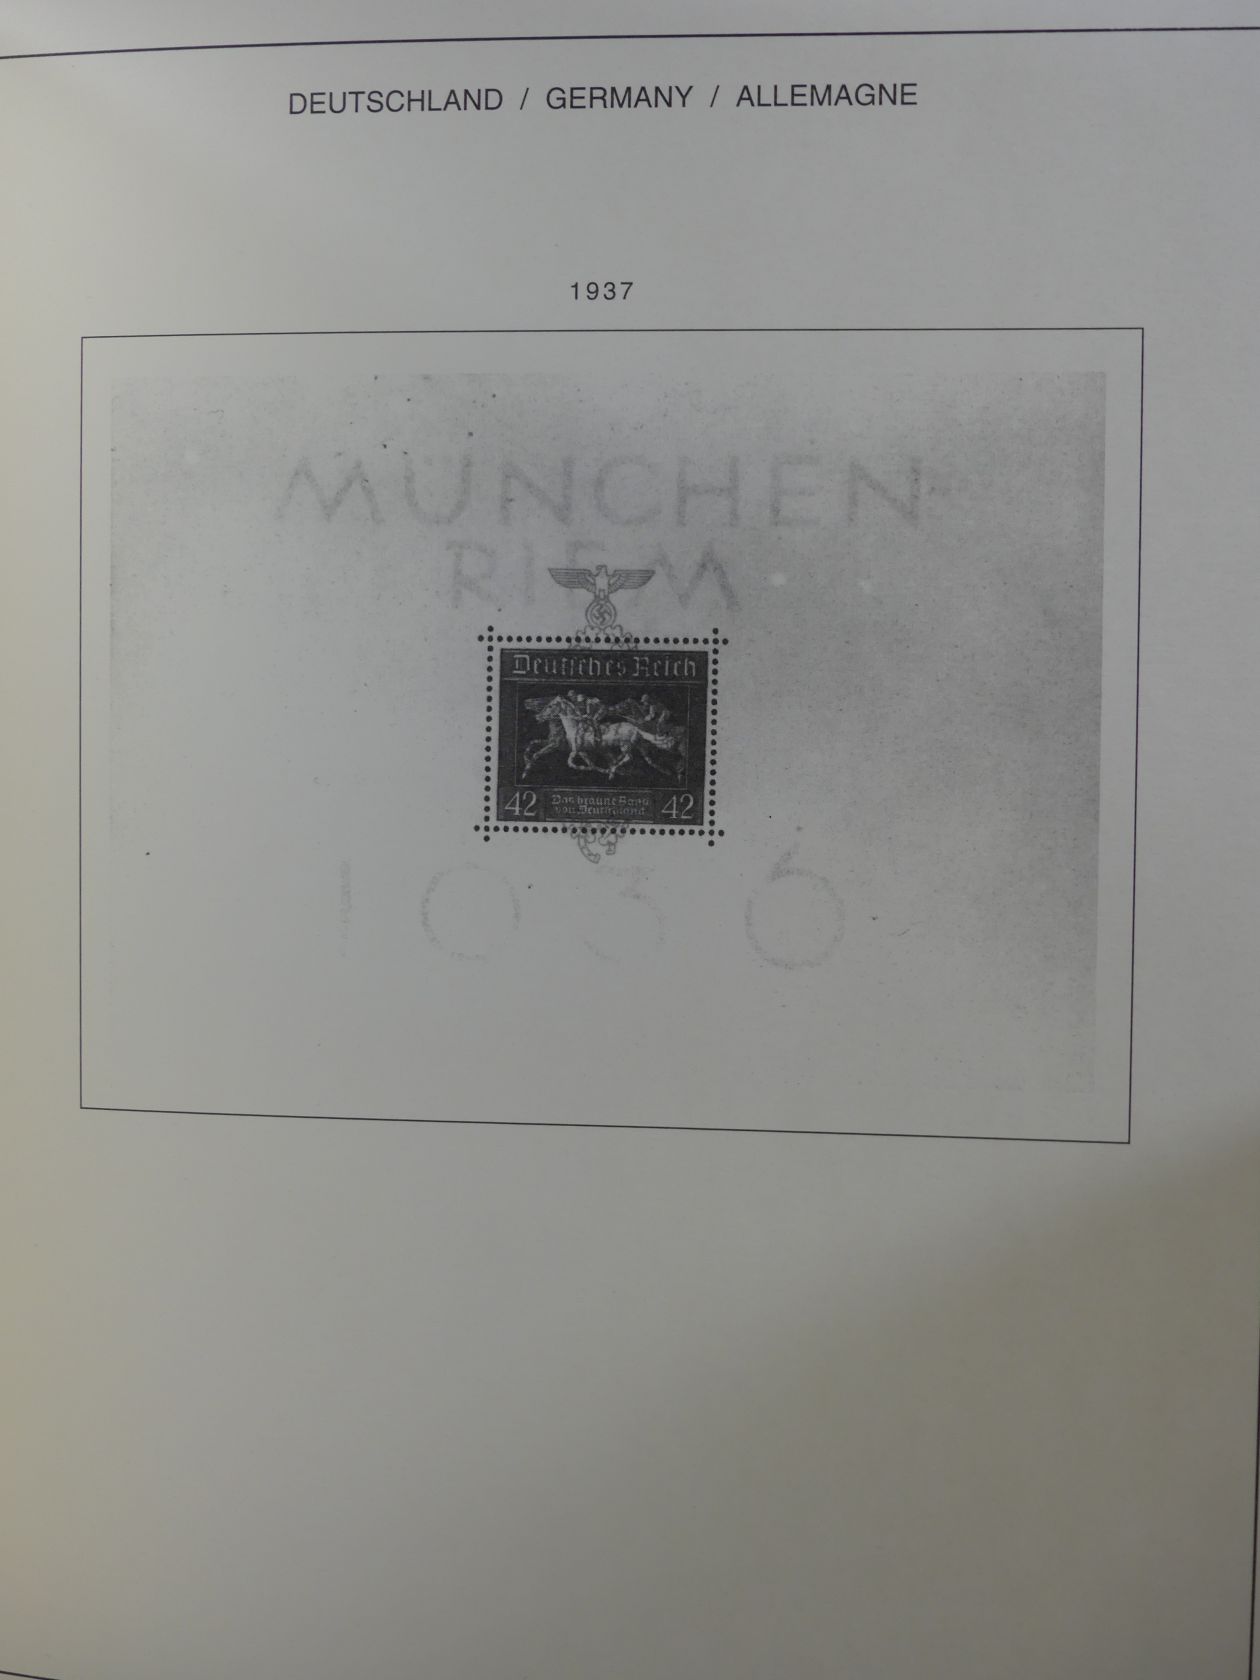 DEUTSCHLAND / GERMANY / ALLEMAGNE
1937
MÜNCHEN
RIEM
Deutsches Reich
42 Das braune Band 42
von Deutschland
1936